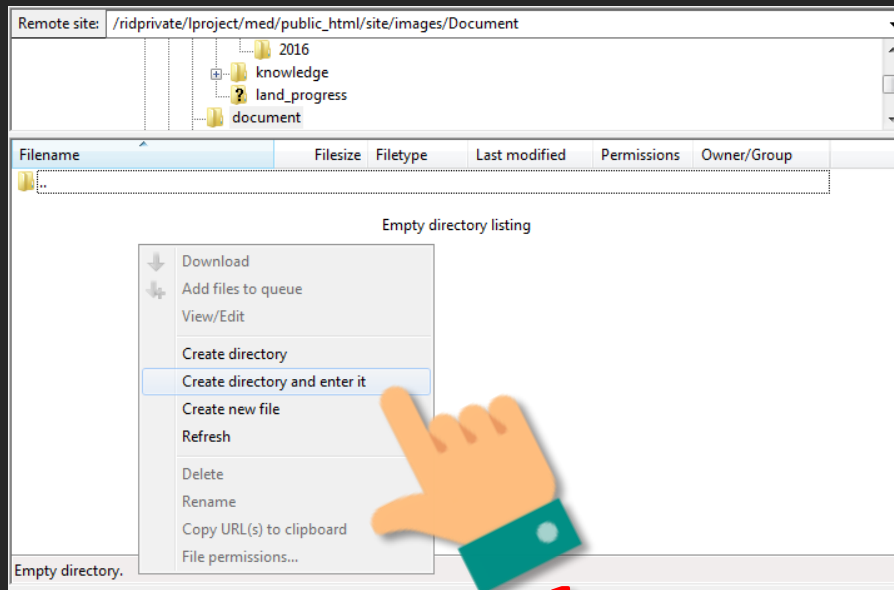 Remote site: /ridprivate/lproject/med/public_html/site/images/Document
2016
knowledge
? land_progress
document
Filename Filesize Filetype Last modified Permissions Owner/Group
..
Empty directory listing
Download
Add files to queue
View/Edit
Create directory
Create directory and enter it
Create new file
Refresh
Delete
Rename
Copy URL(s) to clipboard
File permissions...
Empty directory.